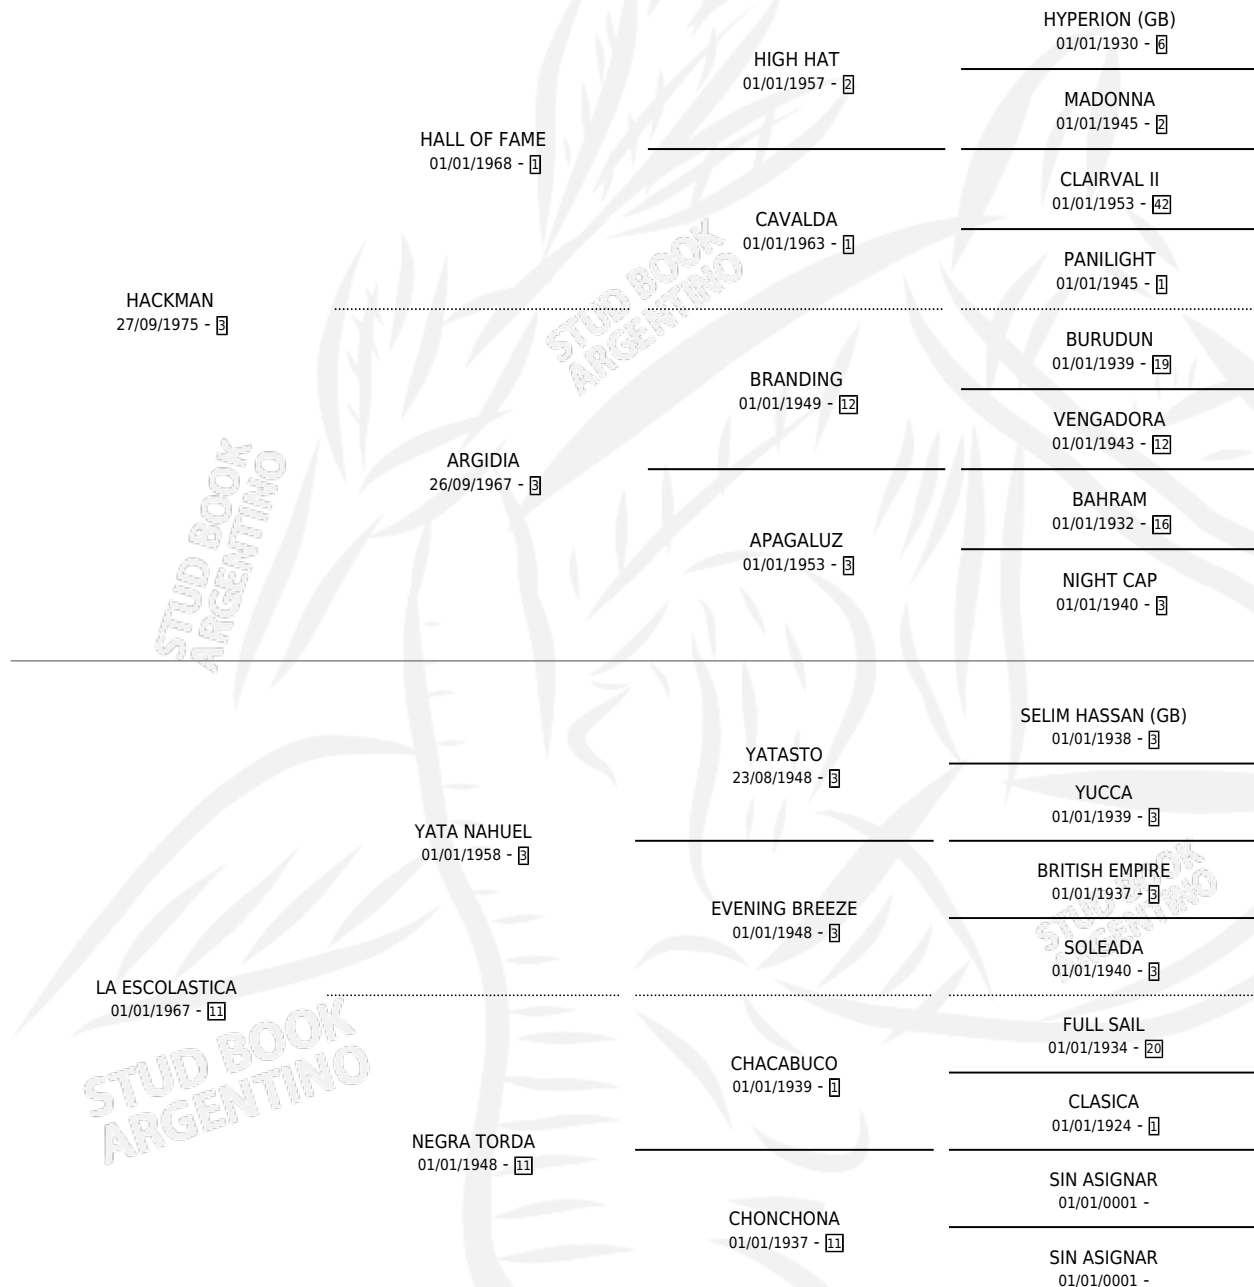 HYPERION (GB)
01/01/1930 - 6
HIGH HAT
01/01/1957 - 2
MADONNA
01/01/1945 - 2
HALL OF FAME
01/01/1968 - 1
CLAIRVAL II
01/01/1953 - 42
CAVALDA
01/01/1963 - 1
PANILIGHT
01/01/1945 - 1
HACKMAN
27/09/1975 - 3
BURUDUN
01/01/1939 - 19
BRANDING
01/01/1949 - 12
VENGADORA
01/01/1943 - 12
ARGIDIA
26/09/1967 - 3
BAHRAM
01/01/1932 - 16
APAGALUZ
01/01/1953 - 3
NIGHT CAP
01/01/1940 - 3
SELIM HASSAN (GB)
01/01/1938 - 3
YATASTO
23/08/1948 - 3
YUCCA
01/01/1939 - 3
YATA NAHUEL
01/01/1958 - 3
BRITISH EMPIRE
01/01/1937 - 3
EVENING BREEZE
01/01/1948 - 3
SOLEADA
01/01/1940 - 3
LA ESCOLASTICA
01/01/1967 - 11
FULL SAIL
01/01/1934 - 20
CHACABUCO
01/01/1939 - 1
CLASICA
01/01/1924 - 1
NEGRA TORDA
01/01/1948 - 11
SIN ASIGNAR
01/01/0001 -
CHONCHONA
01/01/1937 - 11
SIN ASIGNAR
01/01/0001 -
STUD BOOK
ARGENTINO
STUD BOOK
ARGENTINO
STUD BOOK
ARGENTINO
STUD BOOK
ARGENTINO